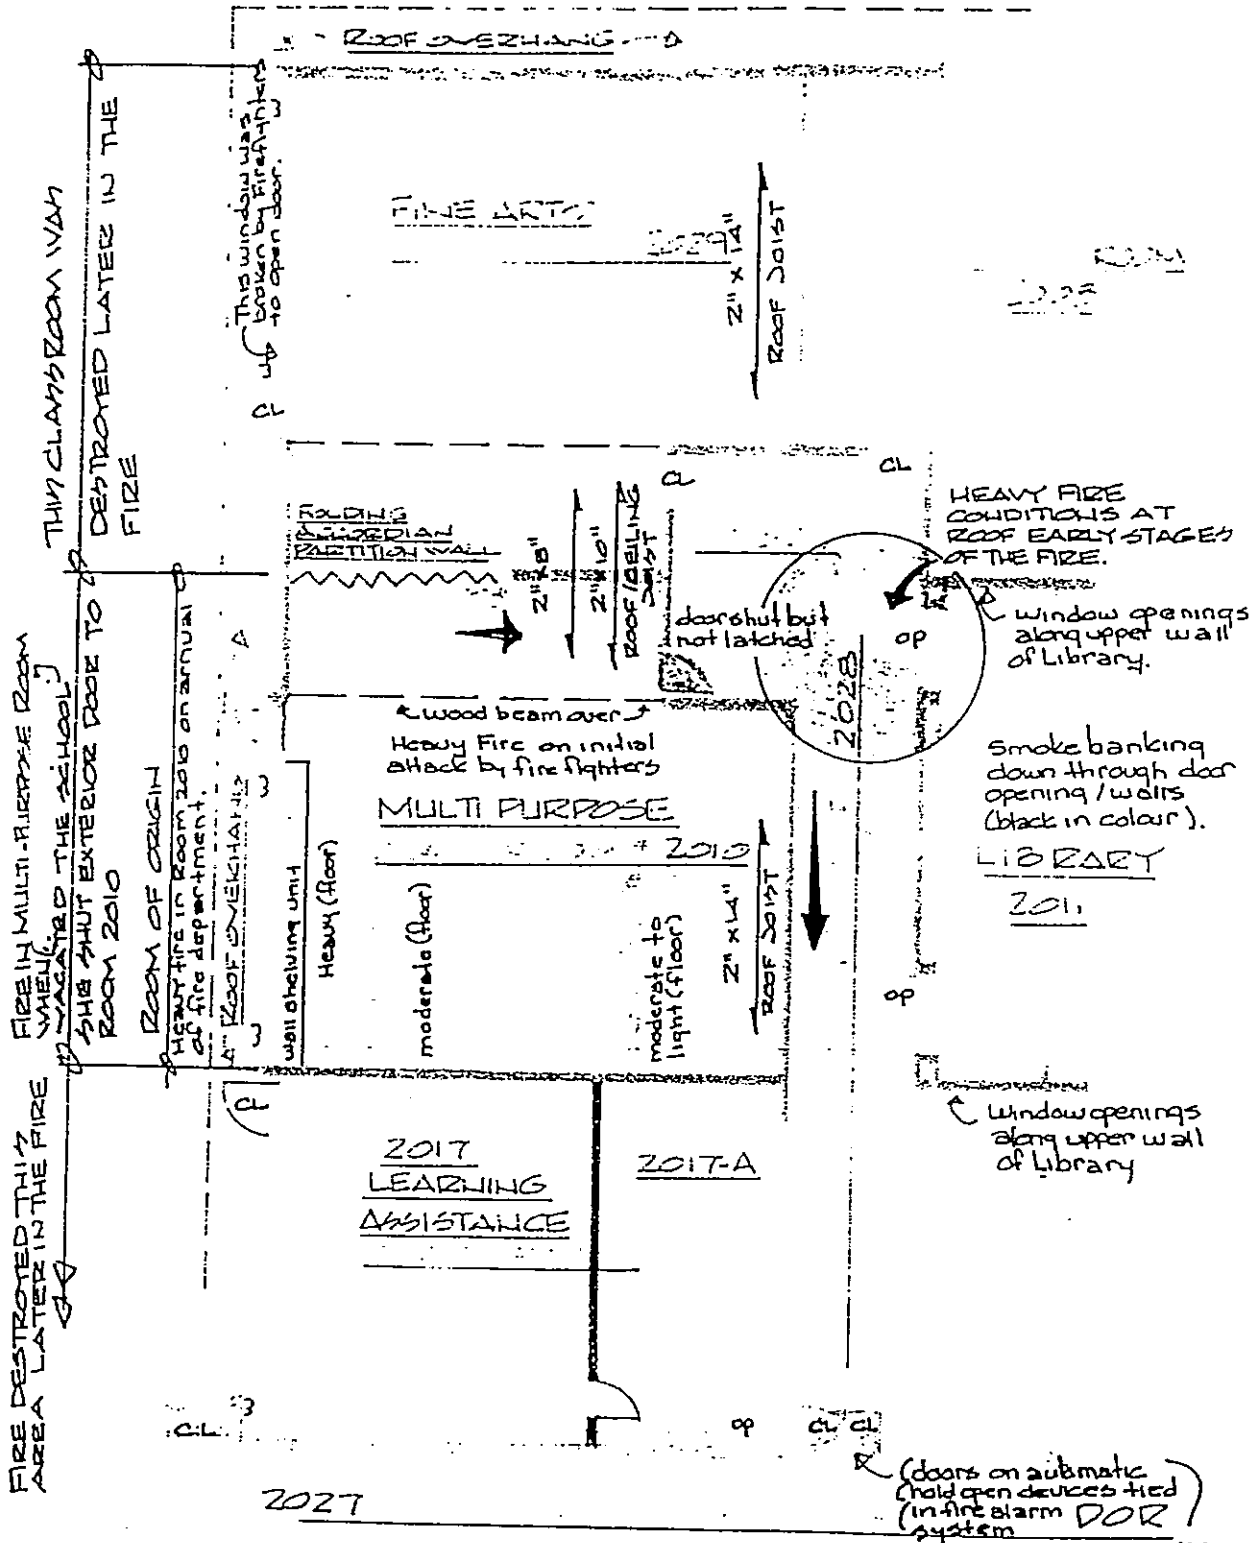 ROOF OVERHANG
THIS CLASSROOM WAS
DESTROYED LATER IN THE
FIRE
This window was
broken by firefighters
to open door.
W
CL
FINE ARTS
2029
2" x 14"
ROOF JOIST
ROOM
FOLDING
ACCORDIAN
PARTITION WALL
2" x 8"
2" x 10"
ROOF/CEILING
JOIST
CL
CL
HEAVY FIRE
CONDITIONS AT
ROOF EARLY STAGES
OF THE FIRE.
door shut but
not latched
op
2028
window openings
along upper wall
of Library.
wood beam over
Heavy Fire on initial
attack by fire fighters
MULTI PURPOSE
2010
Smoke banking
down through door
opening/walls
(black in colour).
LIBRARY
2011
FIRE IN MULTI-PURPOSE ROOM
WHEN
VACATED THE SCHOOL
SHE SHUT EXTERIOR DOOR TO
ROOM 2010
ROOM OF ORIGIN
Heavy fire in Room 2010 on annual
of fire department.
ROOF OVERHANG
wall shelving unit
Heavy (floor)
moderate (floor)
moderate to
light (floor)
2" x 14"
ROOF JOIST
op
CL
2017
LEARNING
ASSISTANCE
2017-A
window openings
along upper wall
of Library
FIRE DESTROYED THIS
AREA LATER IN THE FIRE
CL
op
CL CL
2027
(doors on automatic
(hold open devices tied
(in fire alarm DOR
system